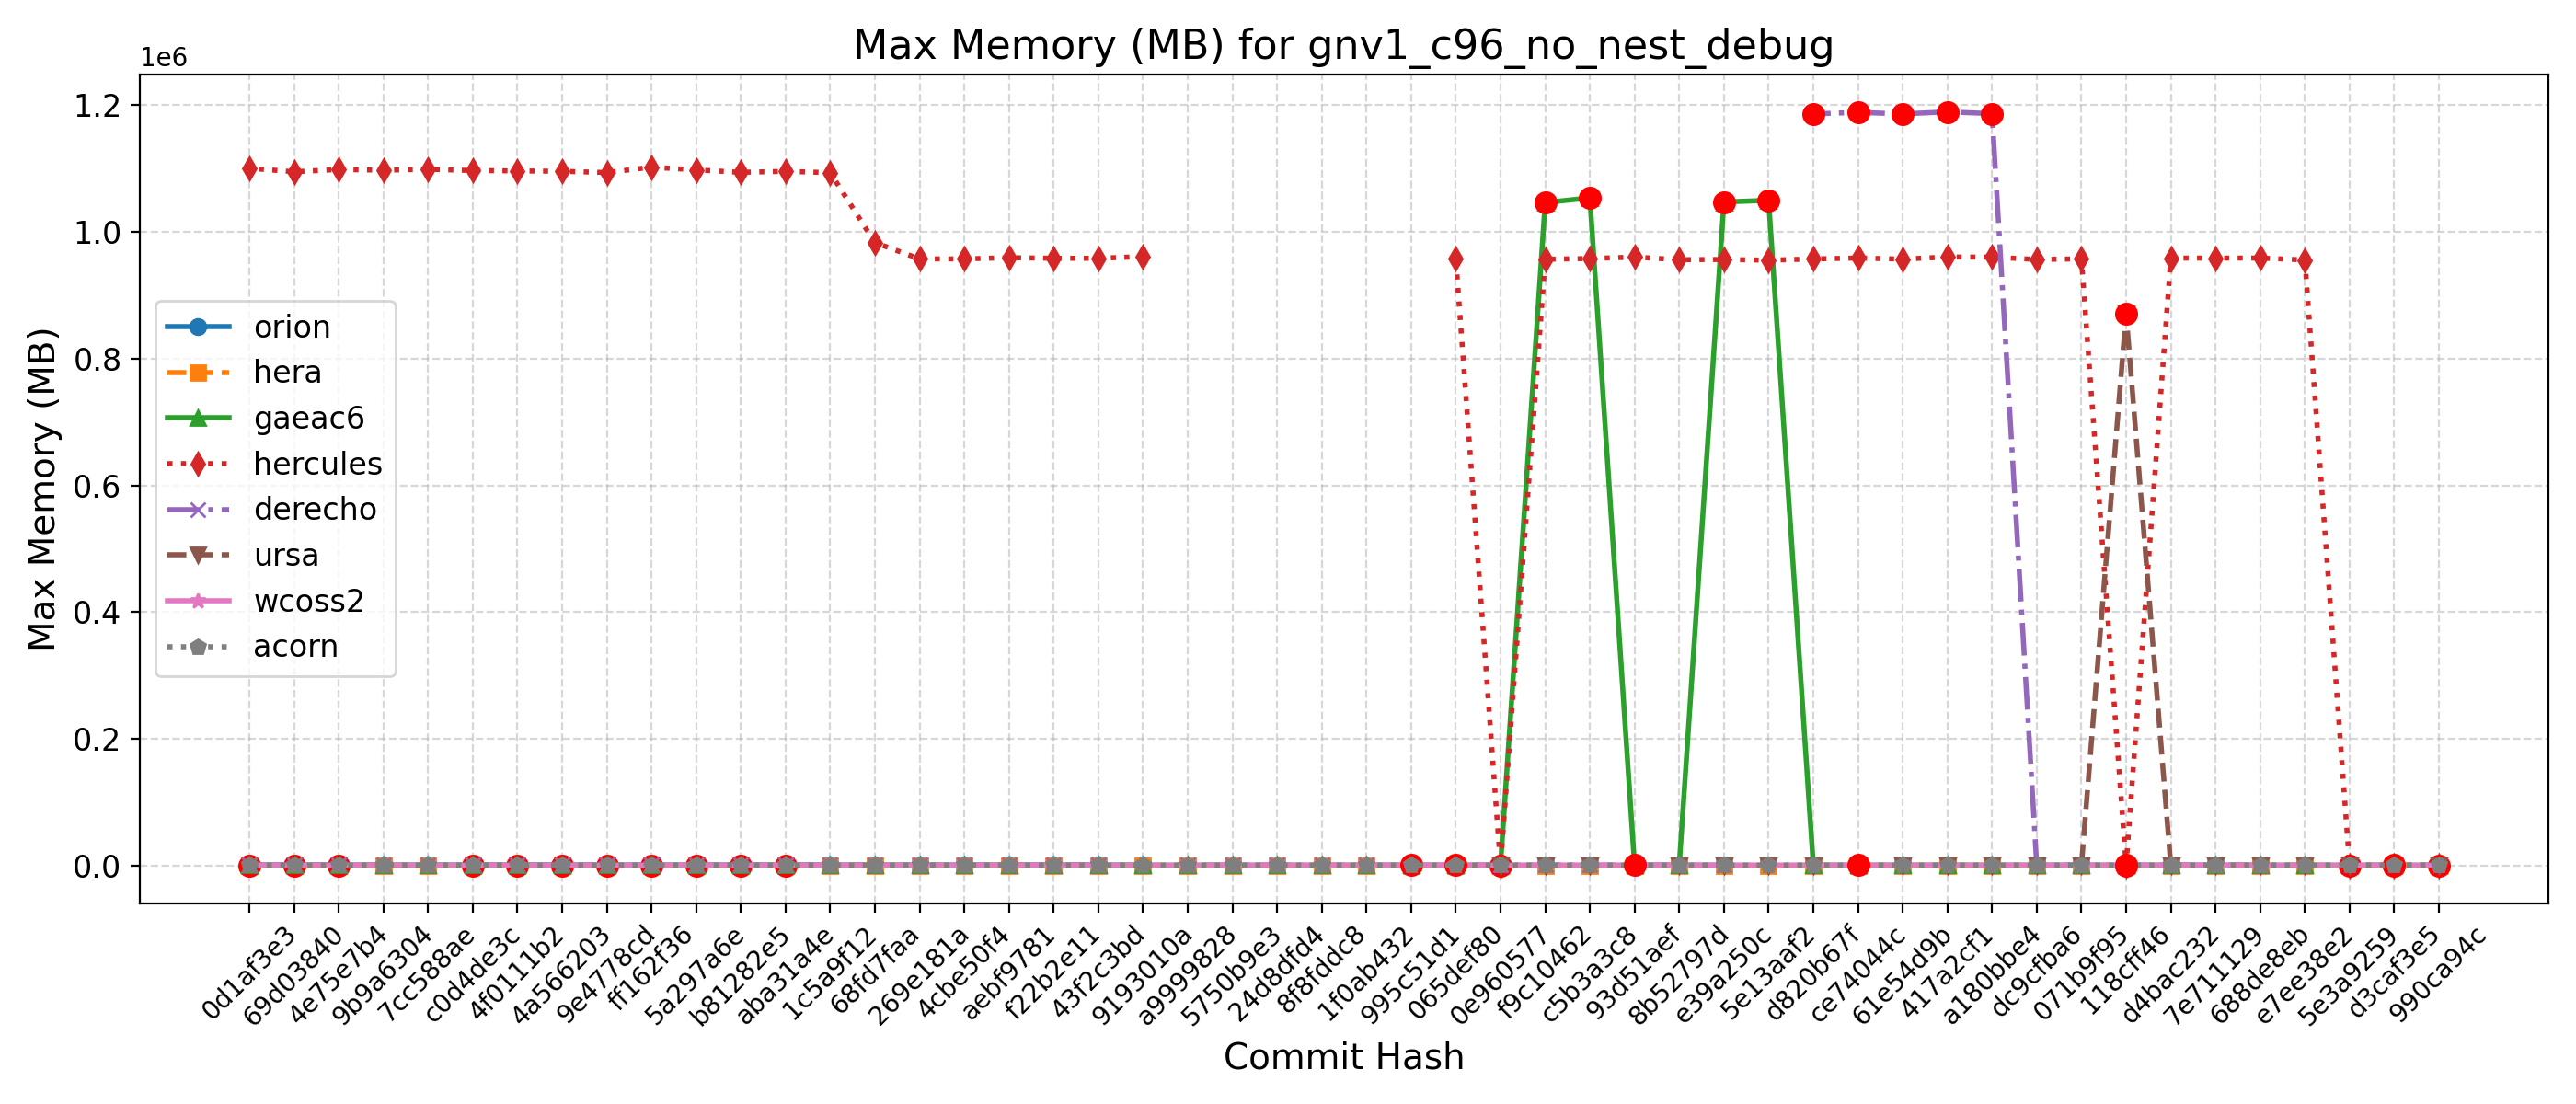 Max Memory (MB) for gnv1_c96_no_nest_debug
1e6
1.2
1.0
0.8
0.6
0.4
0.2
0.0
Max Memory (MB)
orion
hera
gaeac6
hercules
derecho
ursa
wcoss2
acorn
0d1af3e3
69d03840
4e75e7b4
9b9a6304
7cc588ae
c0d4de3c
4f0111b2
4a566203
9e4778cd
ff162f36
5a297a6e
b81282e5
aba31a4e
1c5a9f12
68fd7faa
269e181a
4cbe50f4
aebf9781
f22b2e11
43f2c3bd
9193010a
a9999828
5750b9e3
24d8dfd4
8f8fddc8
1f0ab432
995c51d1
065def80
0e960577
f9c10462
c5b3a3c8
93d51aef
8b52797d
e39a250c
5e13aaf2
d820b67f
ce74044c
61e54d9b
417a2cf1
a180bbe4
dc9cfba6
071b9f95
118cff46
d4bac232
7e711129
688de8eb
e7ee38e2
5e3a9259
d3caf3e5
990ca94c
Commit Hash